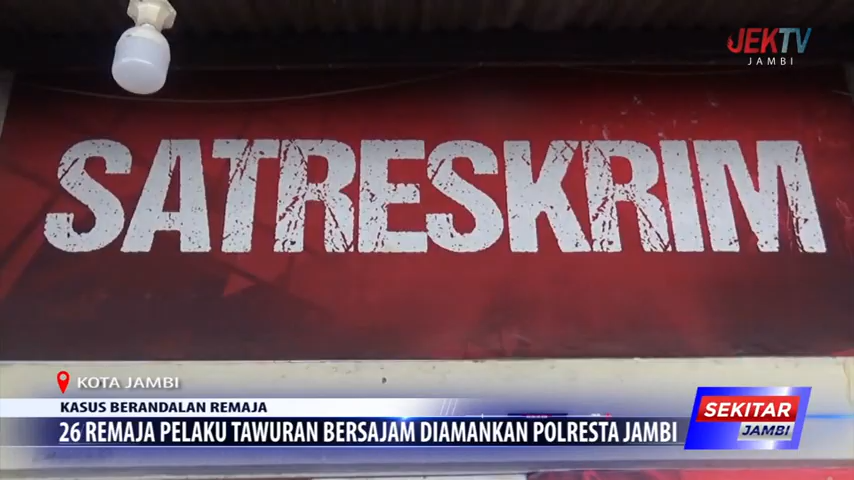 JEKTV
JAMBI
SATRESKRIM
KOTA JAMBI
KASUS BERANDALAN REMAJA
26 REMAJA PELAKU TAWURAN BERSAJAM DIAMANKAN POLRESTA JAMBI
SEKITAR
JAMBI